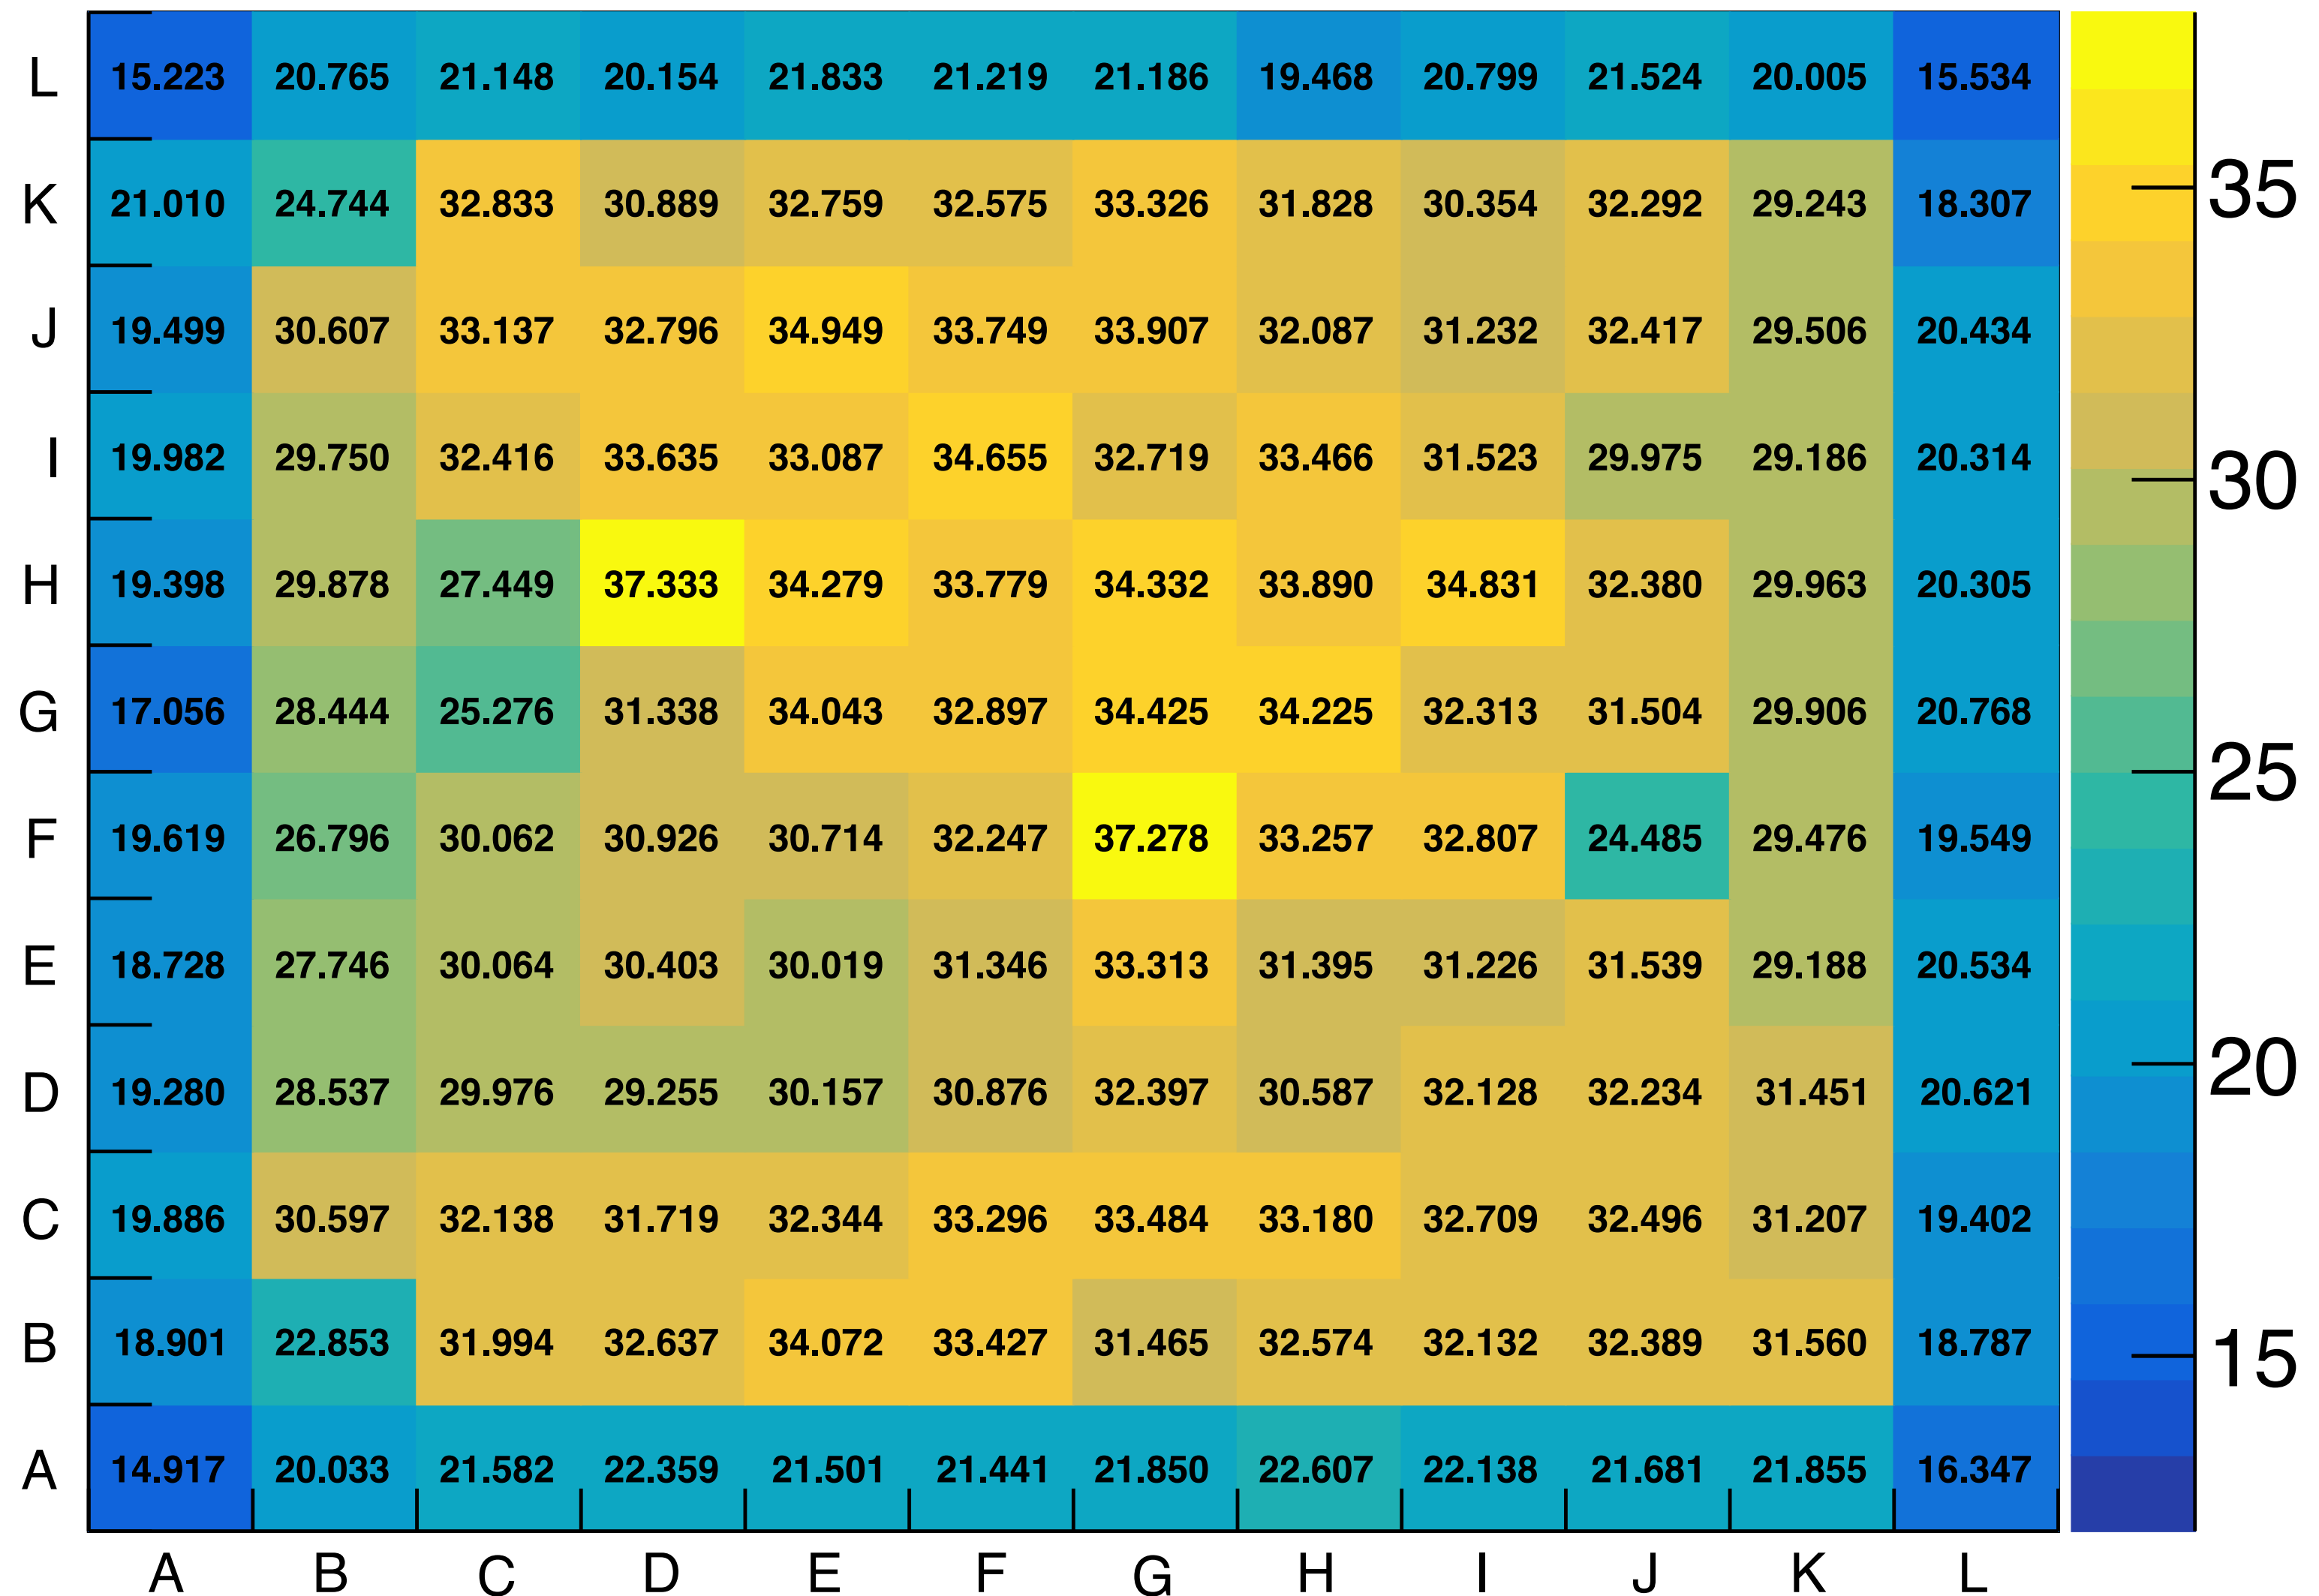 L 15.223 20.765 21.148 20.154 21.833 21.219 21.186 19.468 20.799 21.524 20.005 15.534
K 21.010 24.744 32.833 30.889 32.759 32.575 33.326 31.828 30.354 32.292 29.243 18.307 35
J 19.499 30.607 33.137 32.796 34.949 33.749 33.907 32.087 31.232 32.417 29.506 20.434
I 19.982 29.750 32.416 33.635 33.087 34.655 32.719 33.466 31.523 29.975 29.186 20.314 30
H 19.398 29.878 27.449 37.333 34.279 33.779 34.332 33.890 34.831 32.380 29.963 20.305
G 17.056 28.444 25.276 31.338 34.043 32.897 34.425 34.225 32.313 31.504 29.906 20.768 25
F 19.619 26.796 30.062 30.926 30.714 32.247 37.278 33.257 32.807 24.485 29.476 19.549
E 18.728 27.746 30.064 30.403 30.019 31.346 33.313 31.395 31.226 31.539 29.188 20.534
D 19.280 28.537 29.976 29.255 30.157 30.876 32.397 30.587 32.128 32.234 31.451 20.621 20
C 19.886 30.597 32.138 31.719 32.344 33.296 33.484 33.180 32.709 32.496 31.207 19.402
B 18.901 22.853 31.994 32.637 34.072 33.427 31.465 32.574 32.132 32.389 31.560 18.787 15
A 14.917 20.033 21.582 22.359 21.501 21.441 21.850 22.607 22.138 21.681 21.855 16.347
A B C D E F G H I J K L